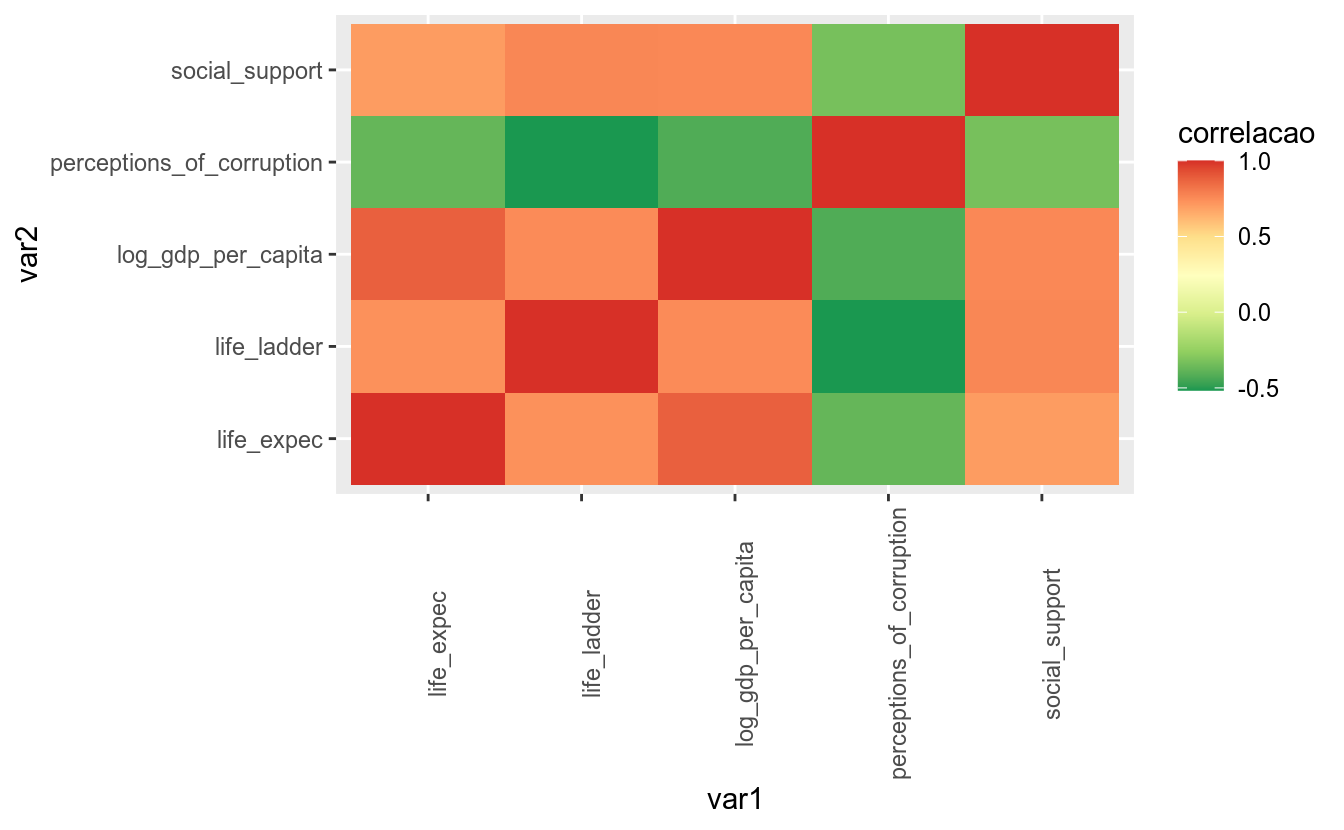 social_support
perceptions_of_corruption
log_gdp_per_capita
life_ladder
life_expec
var2
life_expec
life_ladder
log_gdp_per_capita
perceptions_of_corruption
social_support
var1
correlacao
1.0
0.5
0.0
-0.5